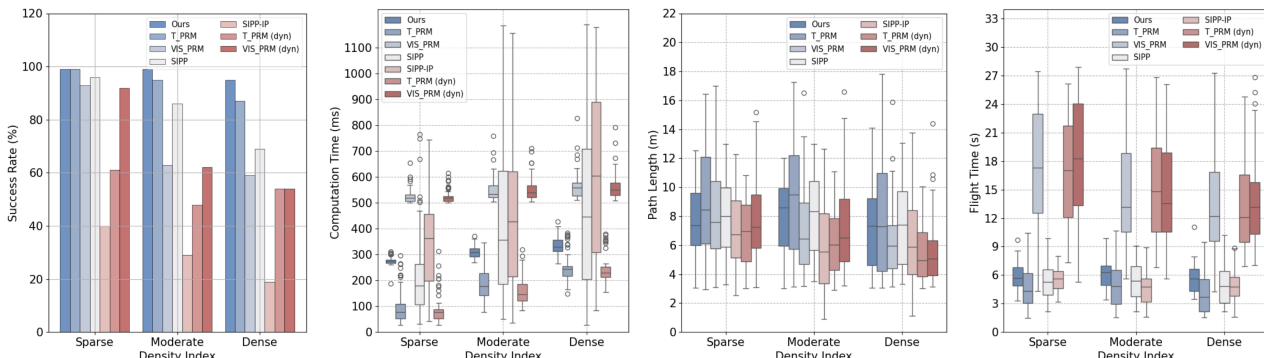 120
100
80
60
40
20
0
Success Rate (%)
Ours
T_PRM
VIS_PRM
SIPP
SIPP-IP
T_PRM (dyn)
VIS_PRM (dyn)
Sparse
Moderate
Dense
Density Index
1100
1000
900
800
700
600
500
400
300
200
100
0
Computation Time (ms)
Ours
T_PRM
VIS_PRM
SIPP
SIPP-IP
T_PRM (dyn)
VIS_PRM (dyn)
Sparse
Moderate
Dense
Density Index
22
20
18
16
14
12
10
8
6
4
2
0
Path Length (m)
Ours
T_PRM
VIS_PRM
SIPP
SIPP-IP
T_PRM (dyn)
VIS_PRM (dyn)
Sparse
Moderate
Dense
Density Index
33
30
27
24
21
18
15
12
9
6
3
0
Flight Time (s)
Ours
T_PRM
VIS_PRM
SIPP
SIPP-IP
T_PRM (dyn)
VIS_PRM (dyn)
Sparse
Moderate
Dense
Density Index